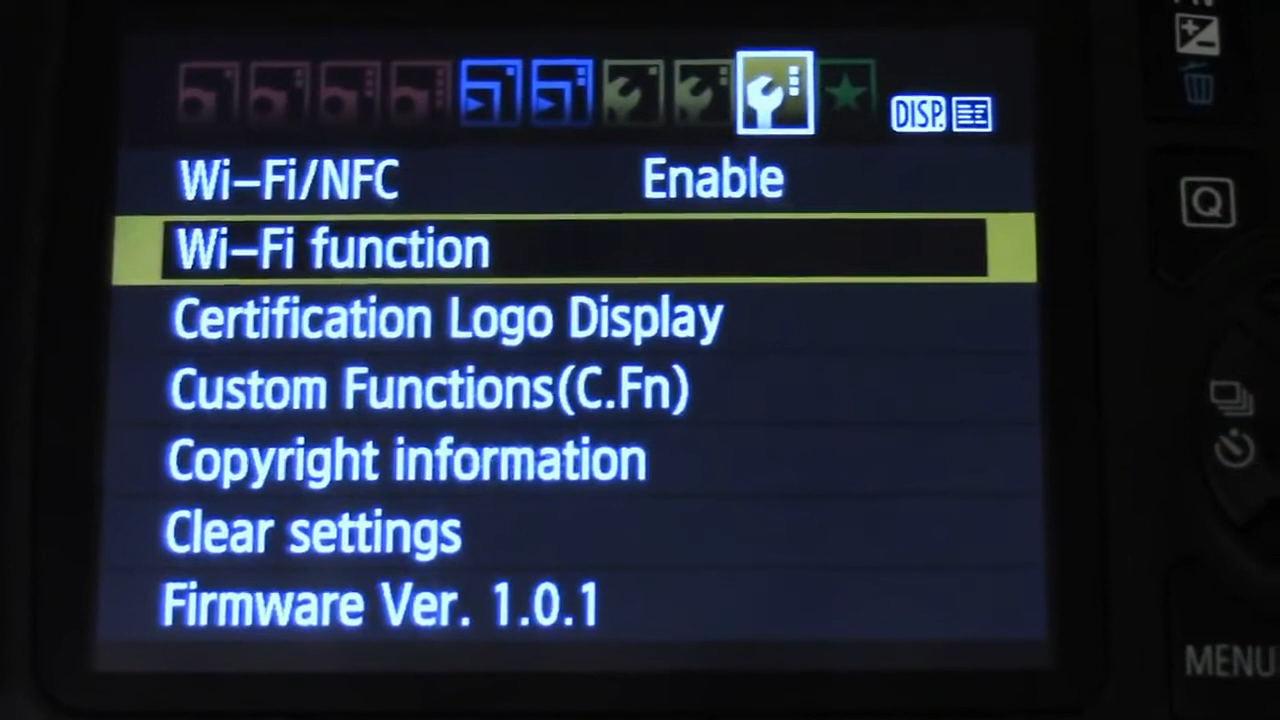 DISP.
Wi-Fi/NFC Enable
Wi-Fi function
Certification Logo Display
Custom Functions(C.Fn)
Copyright information
Clear settings
Firmware Ver. 1.0.1
Q
MENU